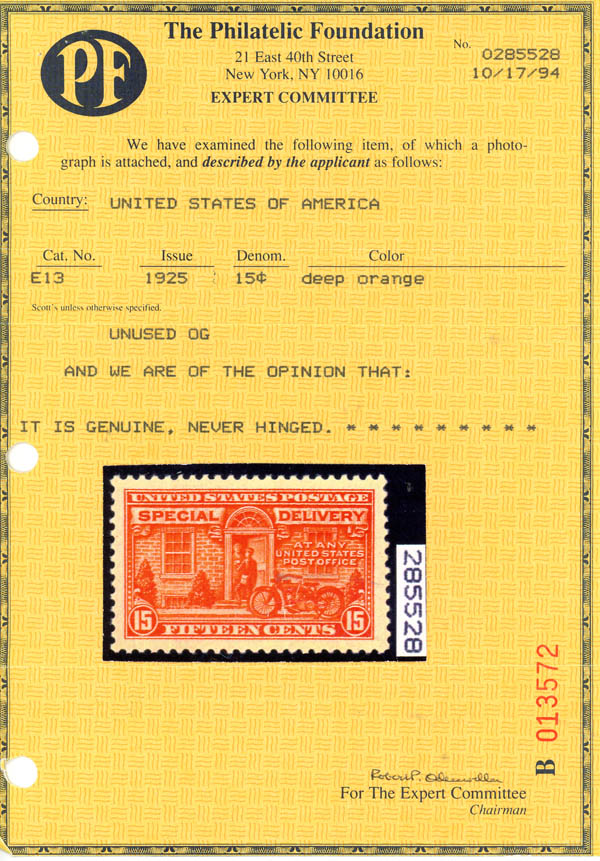 PF
The Philatelic Foundation
21 East 40th Street
New York, NY 10016
EXPERT COMMITTEE
No. 0285528
10/17/94
We have examined the following item, of which a photo-
graph is attached, and described by the applicant as follows:
Country: UNITED STATES OF AMERICA
Cat. No. Issue Denom. Color
E13 1925 15¢ deep orange
Scott's unless otherwise specified.
UNUSED OG
AND WE ARE OF THE OPINION THAT:
IT IS GENUINE, NEVER HINGED. * * * * * * * * *
UNITED STATES POSTAGE
SPECIAL DELIVERY
AT ANY
UNITED STATES
POST OFFICE
15 FIFTEEN CENTS 15
285528
B 013572
For The Expert Committee
Chairman